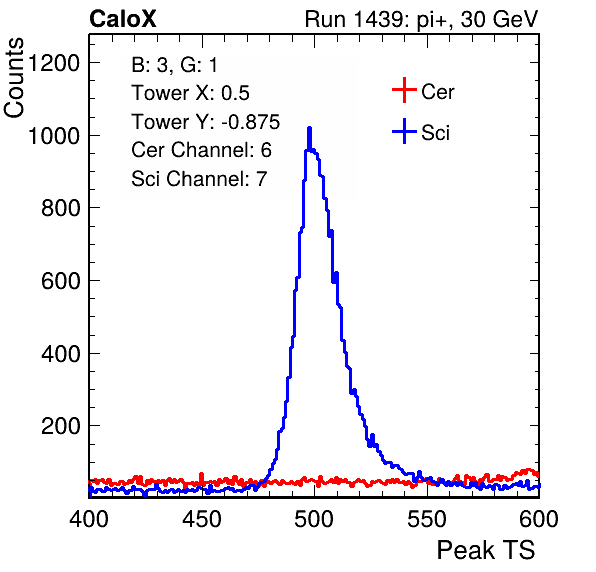 CaloX Run 1439: pi+, 30 GeV
Counts
B: 3, G: 1
Tower X: 0.5
Tower Y: -0.875
Cer Channel: 6
Sci Channel: 7
Cer
Sci
1200
1000
800
600
400
200
400 450 500 550 600
Peak TS